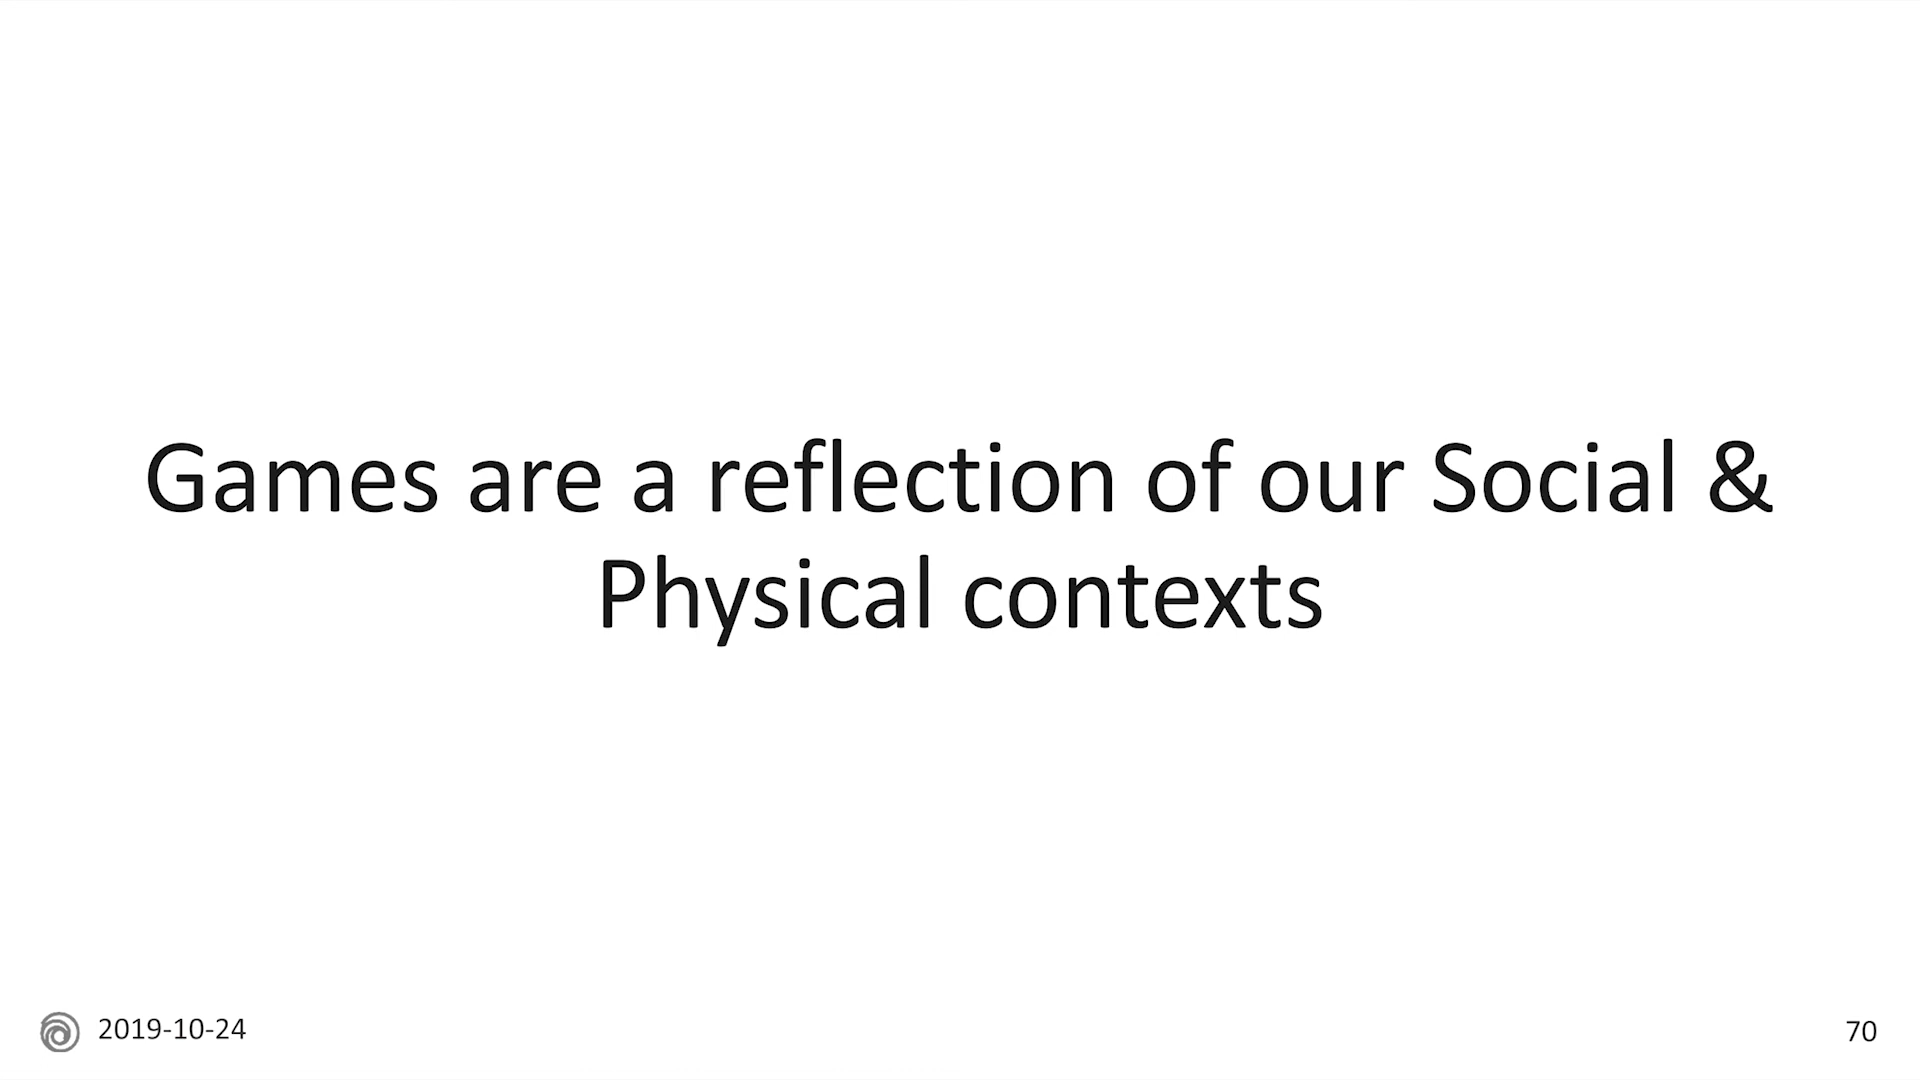 Games are a reflection of our Social &
Physical contexts
2019-10-24
70